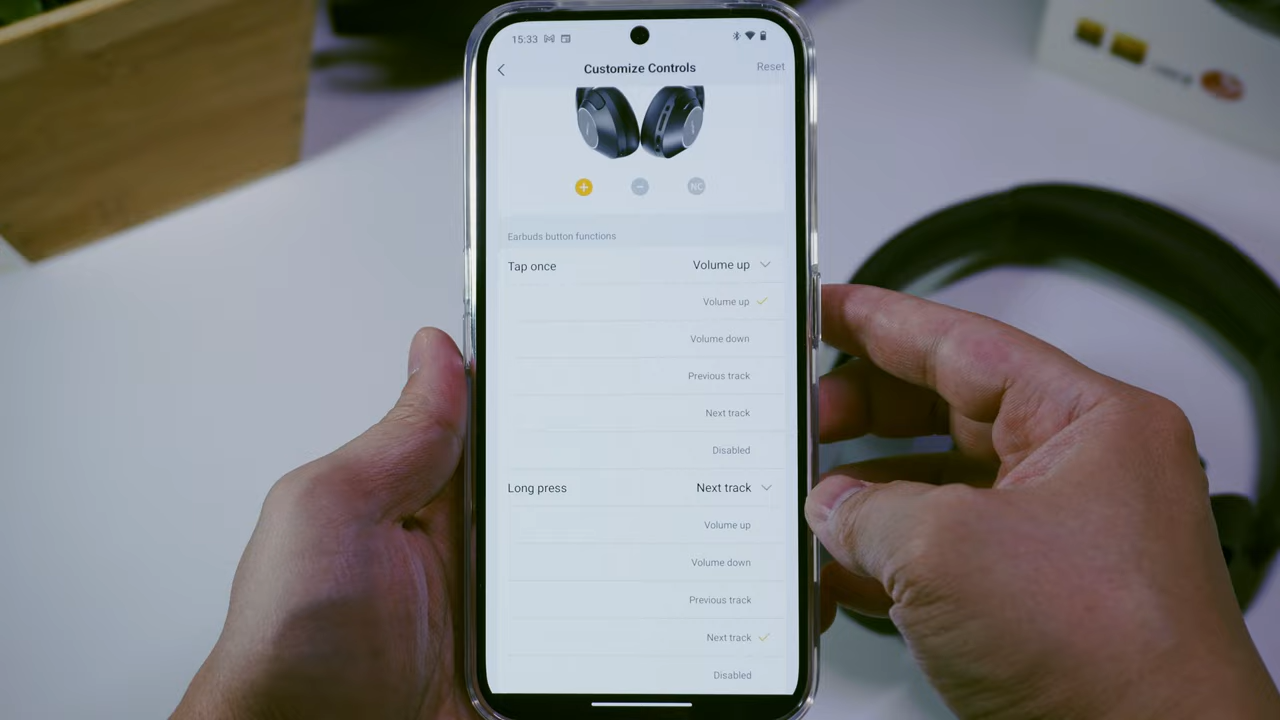 15:33
Customize Controls
Reset
+
−
NC
Earbuds button functions
Tap once
Volume up
Volume up
Volume down
Previous track
Next track
Disabled
Long press
Next track
Volume up
Volume down
Previous track
Next track
Disabled